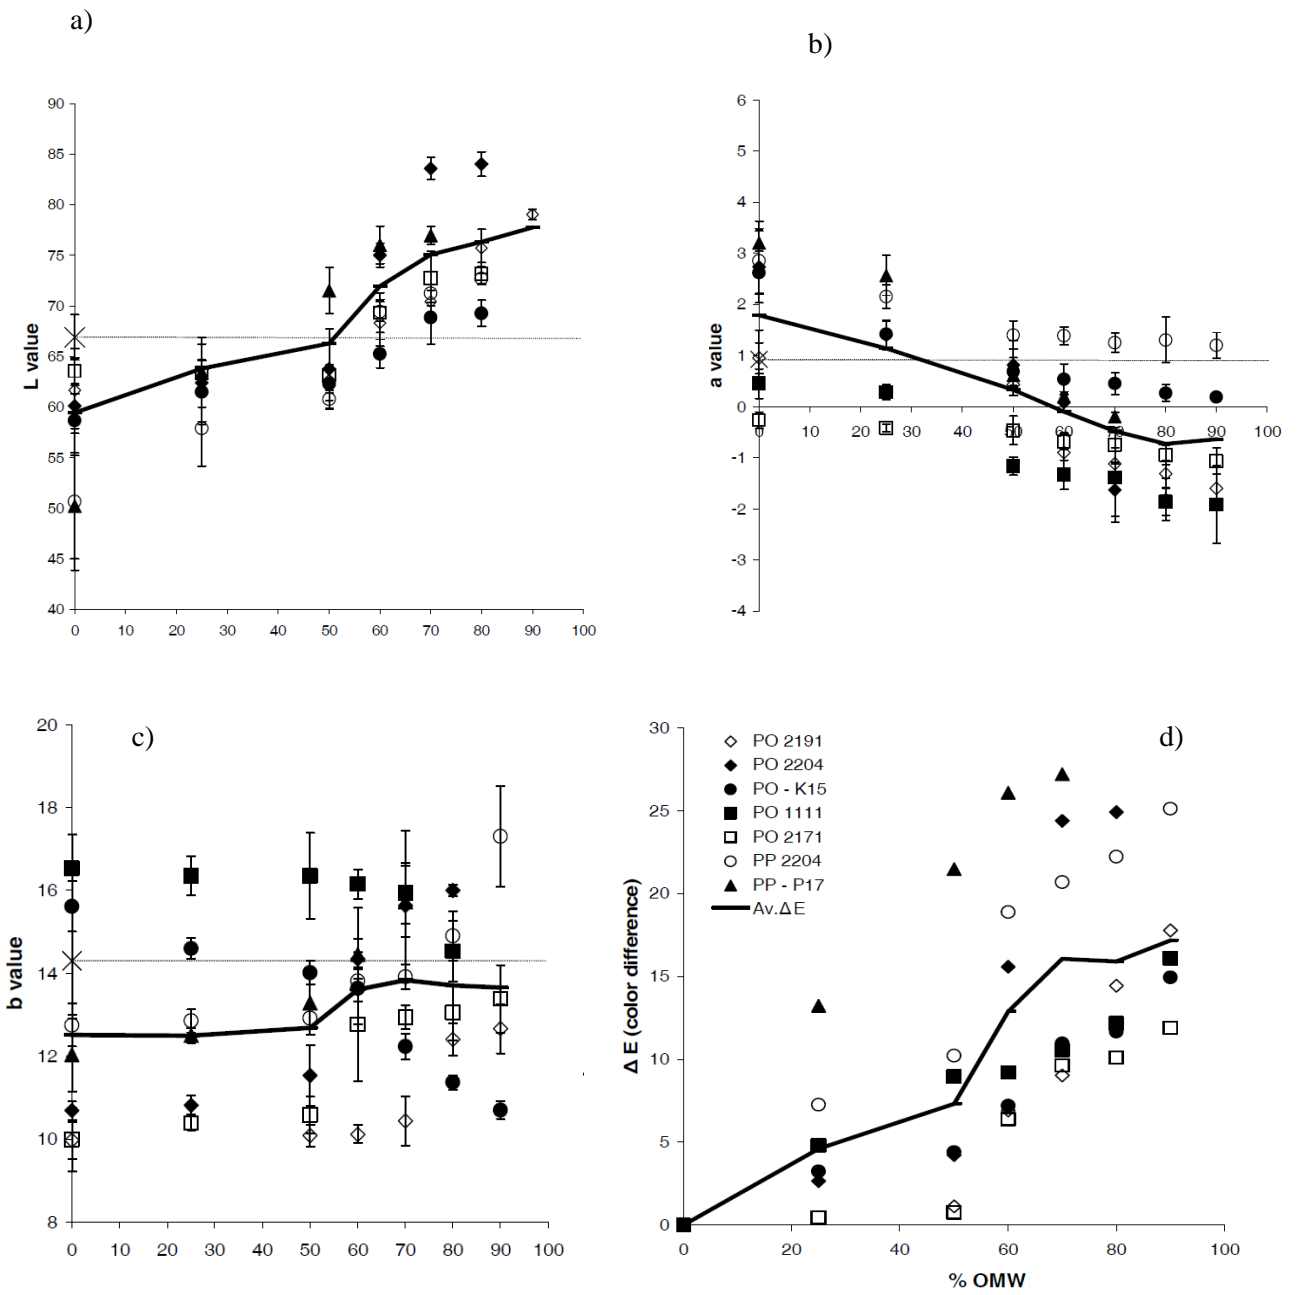 a)
L value
90
85
80
75
70
65
60
55
50
45
40
0 10 20 30 40 50 60 70 80 90 100
b)
a value
6
5
4
3
2
1
0
-1
-2
-3
-4
0 10 20 30 40 50 60 70 80 90 100
c)
b value
20
18
16
14
12
10
8
0 10 20 30 40 50 60 70 80 90 100
d)
Δ E (color difference)
30
25
20
15
10
5
0
PO 2191
PO 2204
PO - K15
PO 1111
PO 2171
PP 2204
PP - P17
Av.Δ E
0 20 40 60 80 100
% OMW